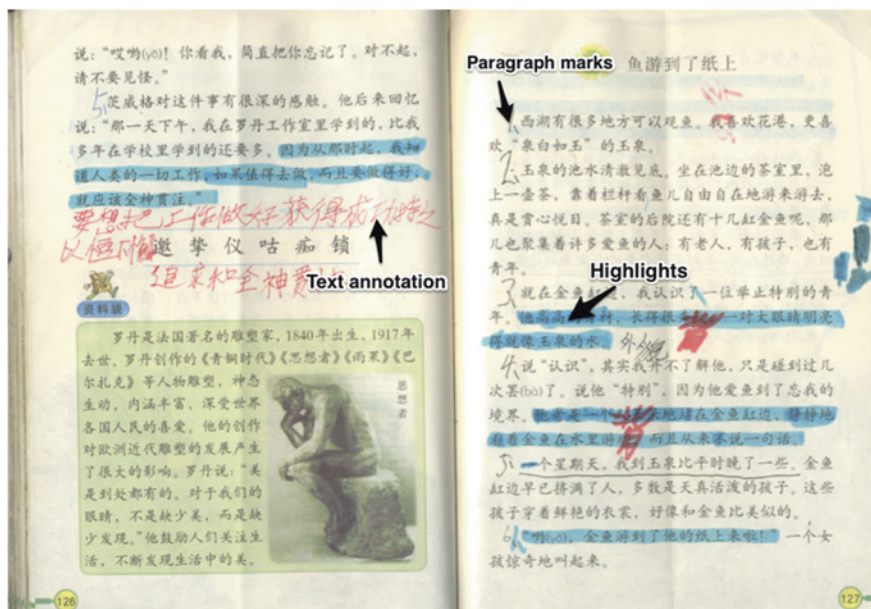 说：“哎哟(yō)！你看我，简直把你忘记了。对不起，
请不要见怪。”
5、茨威格对这件事有很深的感触。他后来回忆
说：“那一天下午，我在罗丹工作室里学到的，比我
多年在学校里学到的还要多。因为从那时起，我知
道人类的一切工作，如果值得去做，而且要做得好，
就应该全神贯注。”
要想把工作做好获得成功
以恒
邀 挚 仪 咕 痴 锁
追求和全神贯注
Text annotation
资料袋
罗丹是法国著名的雕塑家，1840年出生，1917年
去世。罗丹创作的《青铜时代》《思想者》《雨果》《巴
尔扎克》等人物雕塑，神态
生动，内涵丰富，深受世界
各国人民的喜爱。他的创作
对欧洲近代雕塑的发展产生
了很大的影响。罗丹说：“美
是到处都有的。对于我们的
眼睛，不是缺少美，而是缺
少发现。”他鼓励人们关注生
活，不断发现生活中的美。
思想者
126
Paragraph marks
鱼游到了纸上
1、西湖有很多地方可以观鱼。我喜欢花港，更喜
欢“泉白如玉”的玉泉。
2、玉泉的池水清澈见底。坐在池边的茶室里，泡
上一壶茶，靠着栏杆看鱼儿自由自在地游来游去，
真是赏心悦目。茶室的后院还有十几缸金鱼呢，那
儿也聚集着许多爱鱼的人：有老人，有孩子，也有
青年。
Highlights
3、就在金鱼缸边，我认识了一位举止特别的青
年。他高高的身材，长得很 一对大眼睛明亮
得就像玉泉的水。 外貌
4、说“认识”，其实我并不了解他，只是碰到过几
次罢(bà)了。说他“特别”，因为他爱鱼到了忘我的
境界。他老是一个 地站在金鱼缸边，静静地
看着金鱼在水里游 而且从来不说一句话。
5、一个星期天，我到玉泉比平时晚了一些。金鱼
缸边早已挤满了人，多数是天真活泼的孩子。这些
孩子穿着鲜艳的衣裳，好像和金鱼比美似的。
6、“哟(yō)，金鱼游到了他的纸上来啦！”一个女
孩惊奇地叫起来。
127